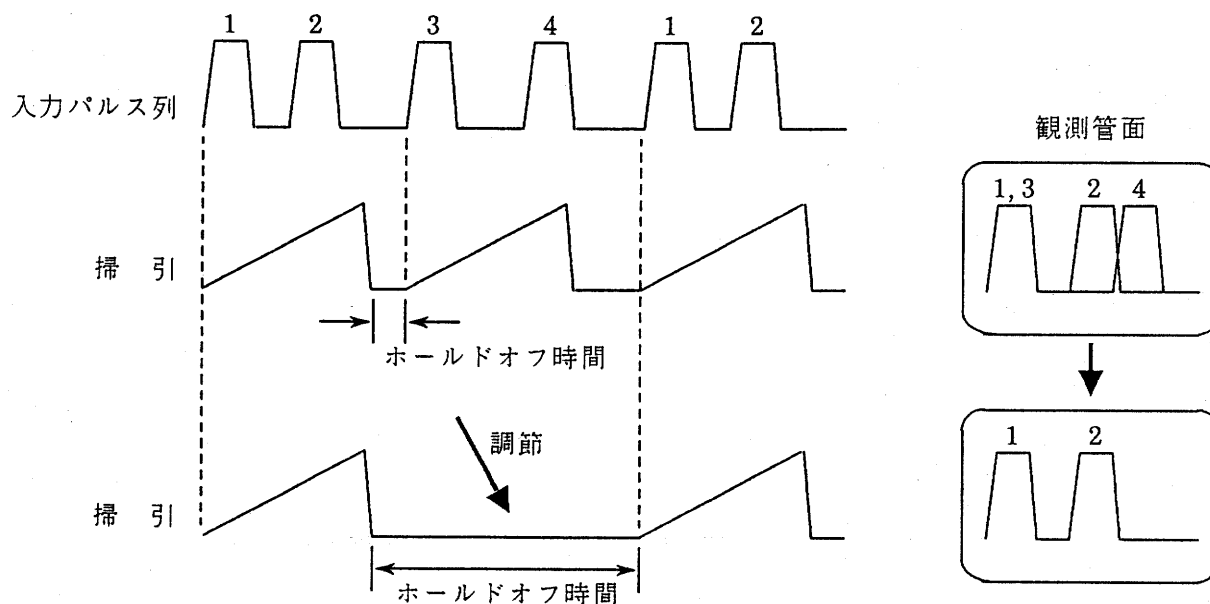 1 2 3 4 1 2
入力パルス列
観測管面
1, 3 2 4
掃 引
ホールドオフ時間
調節
1 2
掃 引
ホールドオフ時間